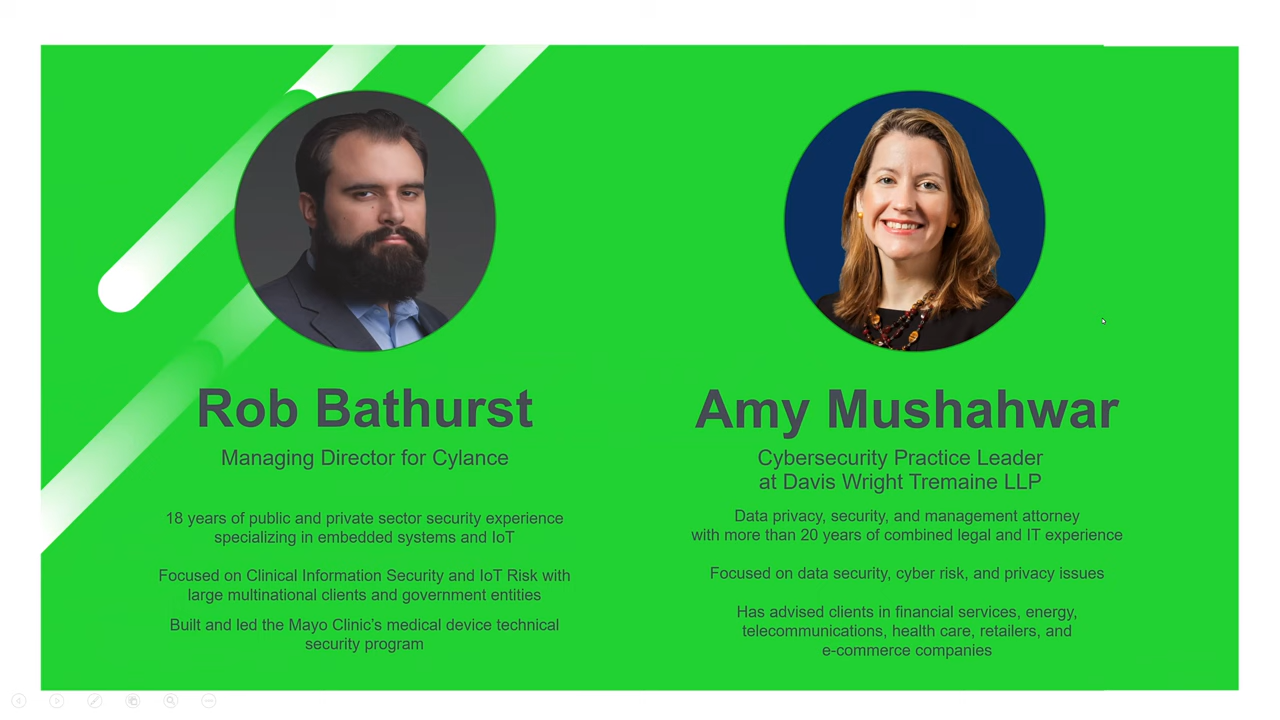 Rob Bathurst
Managing Director for Cylance
18 years of public and private sector security experience
specializing in embedded systems and IoT
Focused on Clinical Information Security and IoT Risk with
large multinational clients and government entities
Built and led the Mayo Clinic's medical device technical
security program
Amy Mushahwar
Cybersecurity Practice Leader
at Davis Wright Tremaine LLP
Data privacy, security, and management attorney
with more than 20 years of combined legal and IT experience
Focused on data security, cyber risk, and privacy issues
Has advised clients in financial services, energy,
telecommunications, health care, retailers, and
e-commerce companies